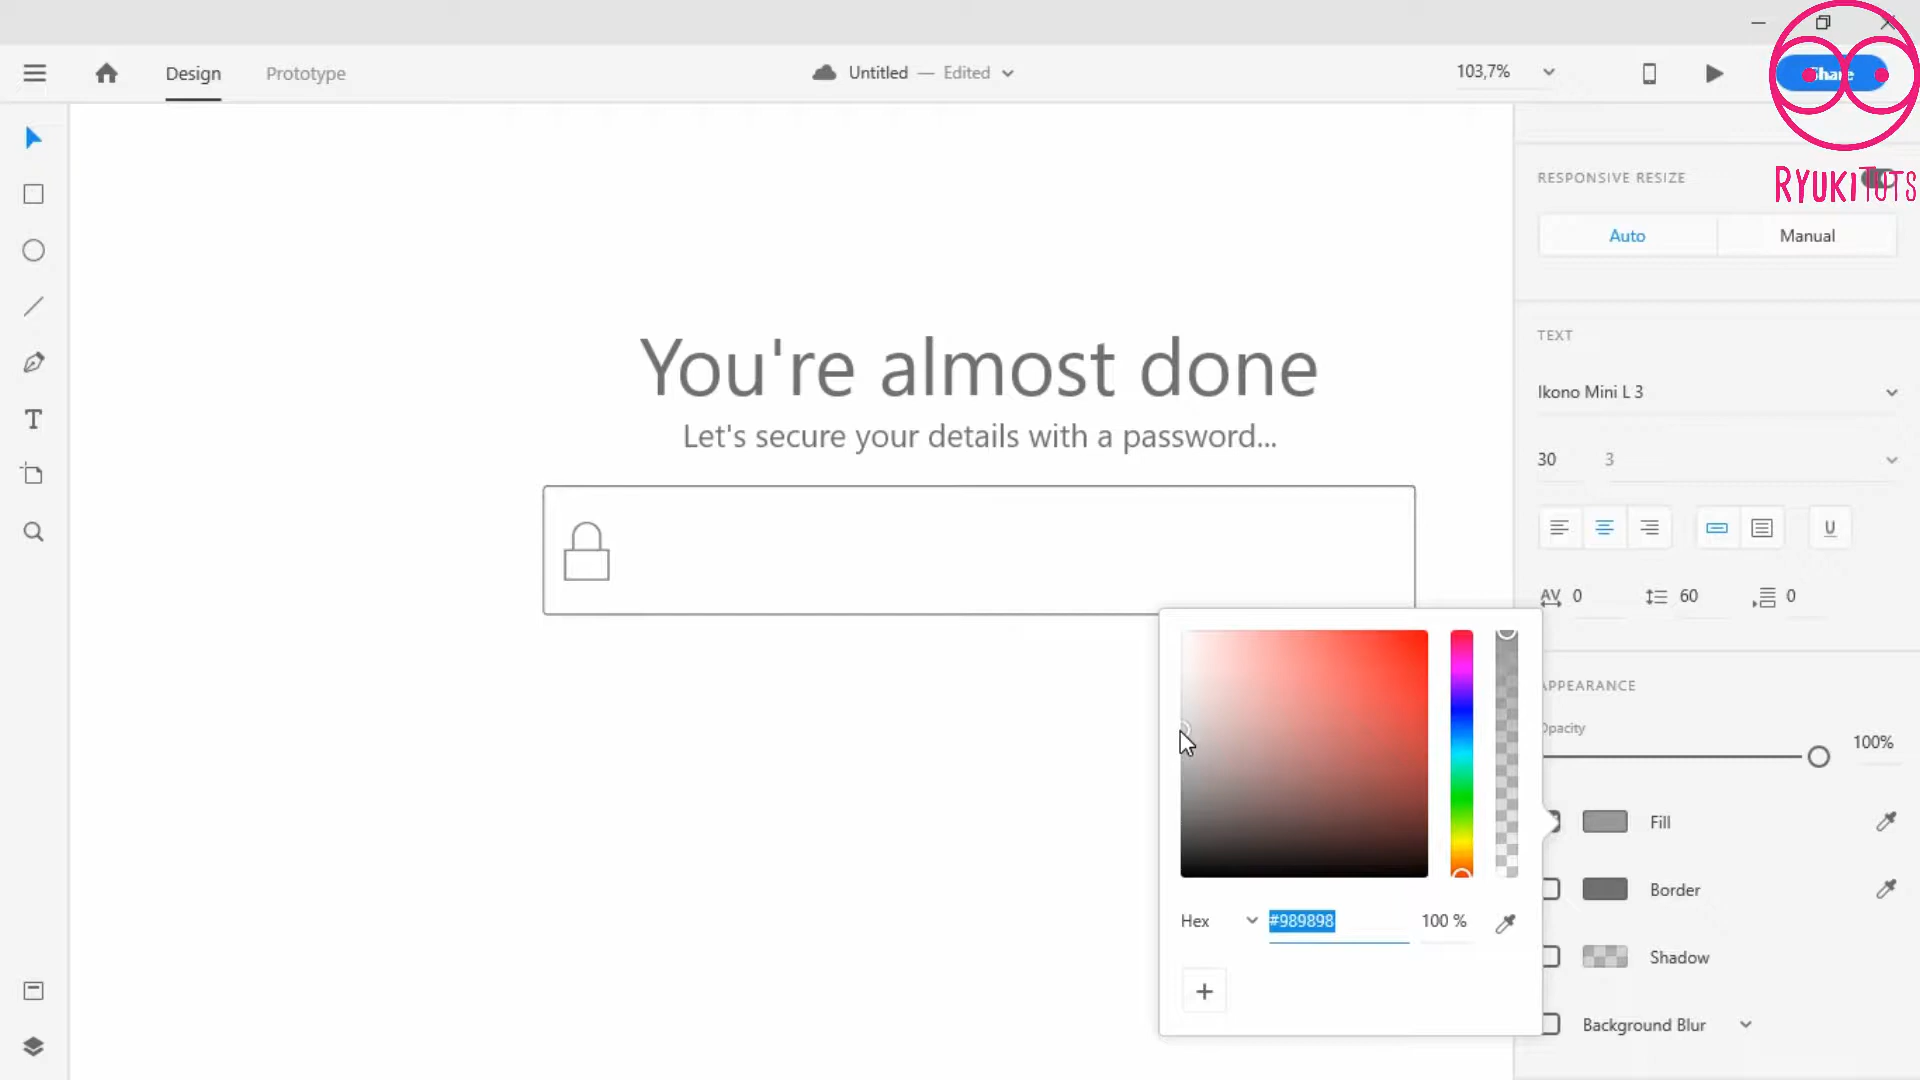 Design
Prototype
Untitled — Edited
103,7%
Share
RYUKITUTS
RESPONSIVE RESIZE
Auto
Manual
TEXT
You're almost done
Ikono Mini L 3
Let's secure your details with a password...
30
3
U
AV 0
60
0
APPEARANCE
Opacity
100%
Fill
Border
Hex
#989898
100 %
Shadow
+
Background Blur